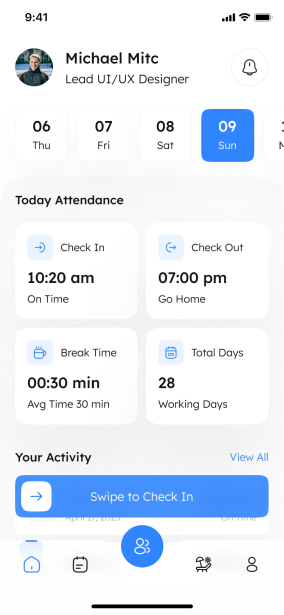 9:41
Michael Mitc
Lead UI/UX Designer
06 07 08 09
Thu Fri Sat Sun
Today Attendance
Check In
10:20 am
On Time
Check Out
07:00 pm
Go Home
Break Time
00:30 min
Avg Time 30 min
Total Days
28
Working Days
Your Activity View All
Swipe to Check In
April 17, 2023 On Time